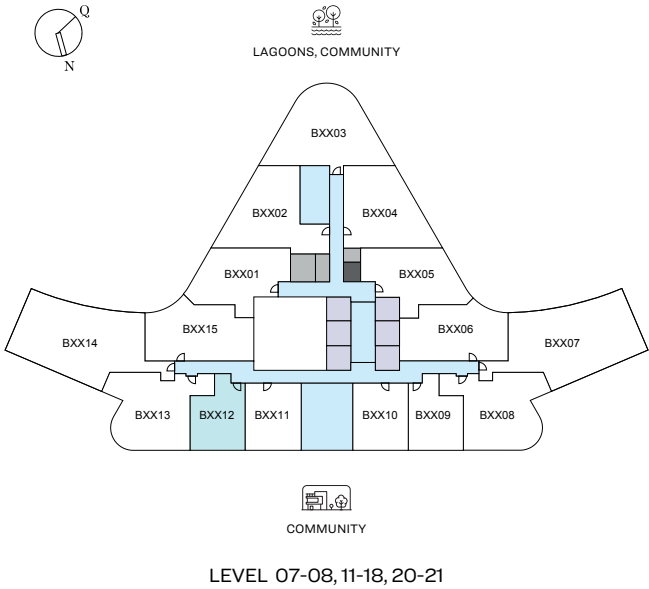 Q
N
LAGOONS, COMMUNITY
BXX03
BXX02
BXX04
BXX01
BXX05
BXX15
BXX06
BXX14
BXX07
BXX13
BXX12
BXX11
BXX10
BXX09
BXX08
COMMUNITY
LEVEL 07-08, 11-18, 20-21